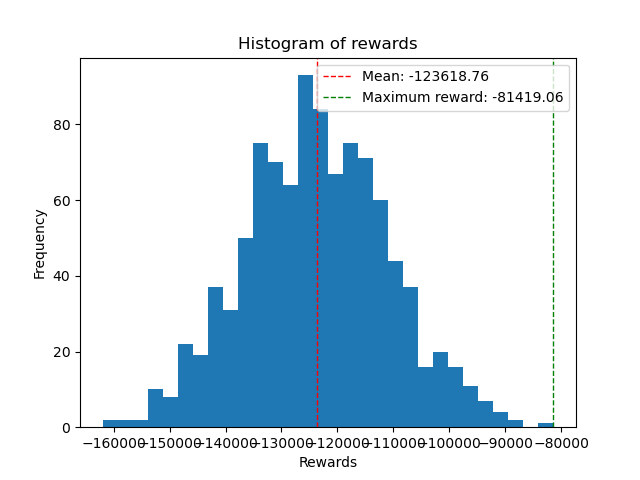 Histogram of rewards
Mean: -123618.76
Maximum reward: -81419.06
Frequency
80
60
40
20
0
−160000 −150000 −140000 −130000 −120000 −110000 −100000 −90000 −80000
Rewards